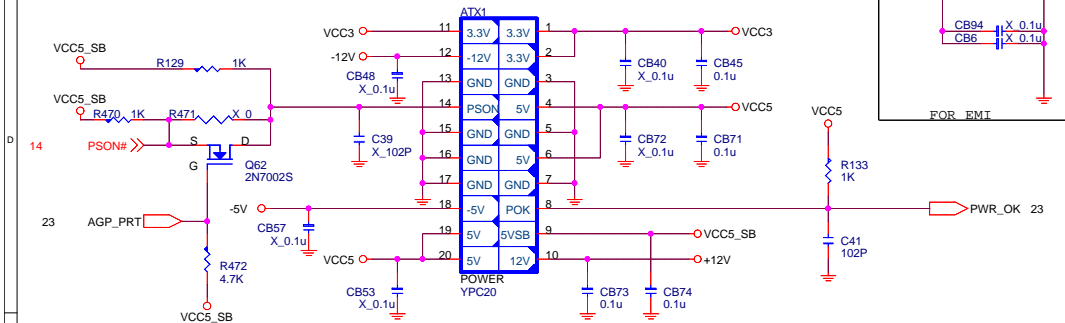 ATX1
VCC3 11 3.3V 3.3V 1 VCC3
-12V 12 -12V 3.3V 2
13 GND GND 3
14 PSON 5V 4 VCC5
15 GND GND 5
16 GND 5V 6
17 GND GND 7
-5V 18 -5V POK 8
19 5V 5VSB 9 VCC5_SB
VCC5 20 5V 12V 10 +12V
POWER
YPC20
VCC5_SB
R129 1K
VCC5_SB
R470 1K R471 X_0
D
14 PSON#
S D
G
Q62
2N7002S
23 AGP_PRT
R472
4.7K
VCC5_SB
CB48
X_0.1u
C39
X_102P
CB57
X_0.1u
CB53
X_0.1u
CB40
X_0.1u
CB45
0.1u
CB72
X_0.1u
CB71
0.1u
CB73
0.1u
CB74
0.1u
VCC5
R133
1K
PWR_OK 23
C41
102P
CB94 X_0.1u
CB6 X_0.1u
FOR EMI